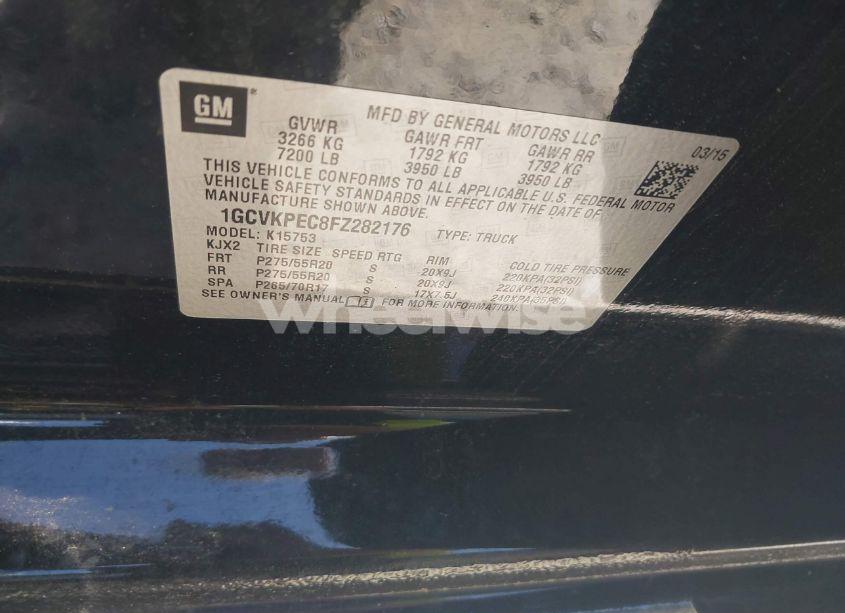 GM
MFD BY GENERAL MOTORS LLC
03/15
GVWR GAWR FRT GAWR RR
3266 KG 1792 KG 1792 KG
7200 LB 3950 LB 3950 LB
THIS VEHICLE CONFORMS TO ALL APPLICABLE U.S. FEDERAL MOTOR
VEHICLE SAFETY STANDARDS IN EFFECT ON THE DATE OF
MANUFACTURE SHOWN ABOVE.
1GCVKPEC8FZ282176 TYPE: TRUCK
MODEL: K15753
KJX2 TIRE SIZE SPEED RTG RIM COLD TIRE PRESSURE
FRT P275/55R20 S 20X9J 220KPA(32PSI)
RR P275/55R20 S 20X9J 220KPA(32PSI)
SPA P265/70R17 S 17X7.5J 240KPA(35PSI)
SEE OWNER'S MANUAL FOR MORE INFORMATION.
wheelwise